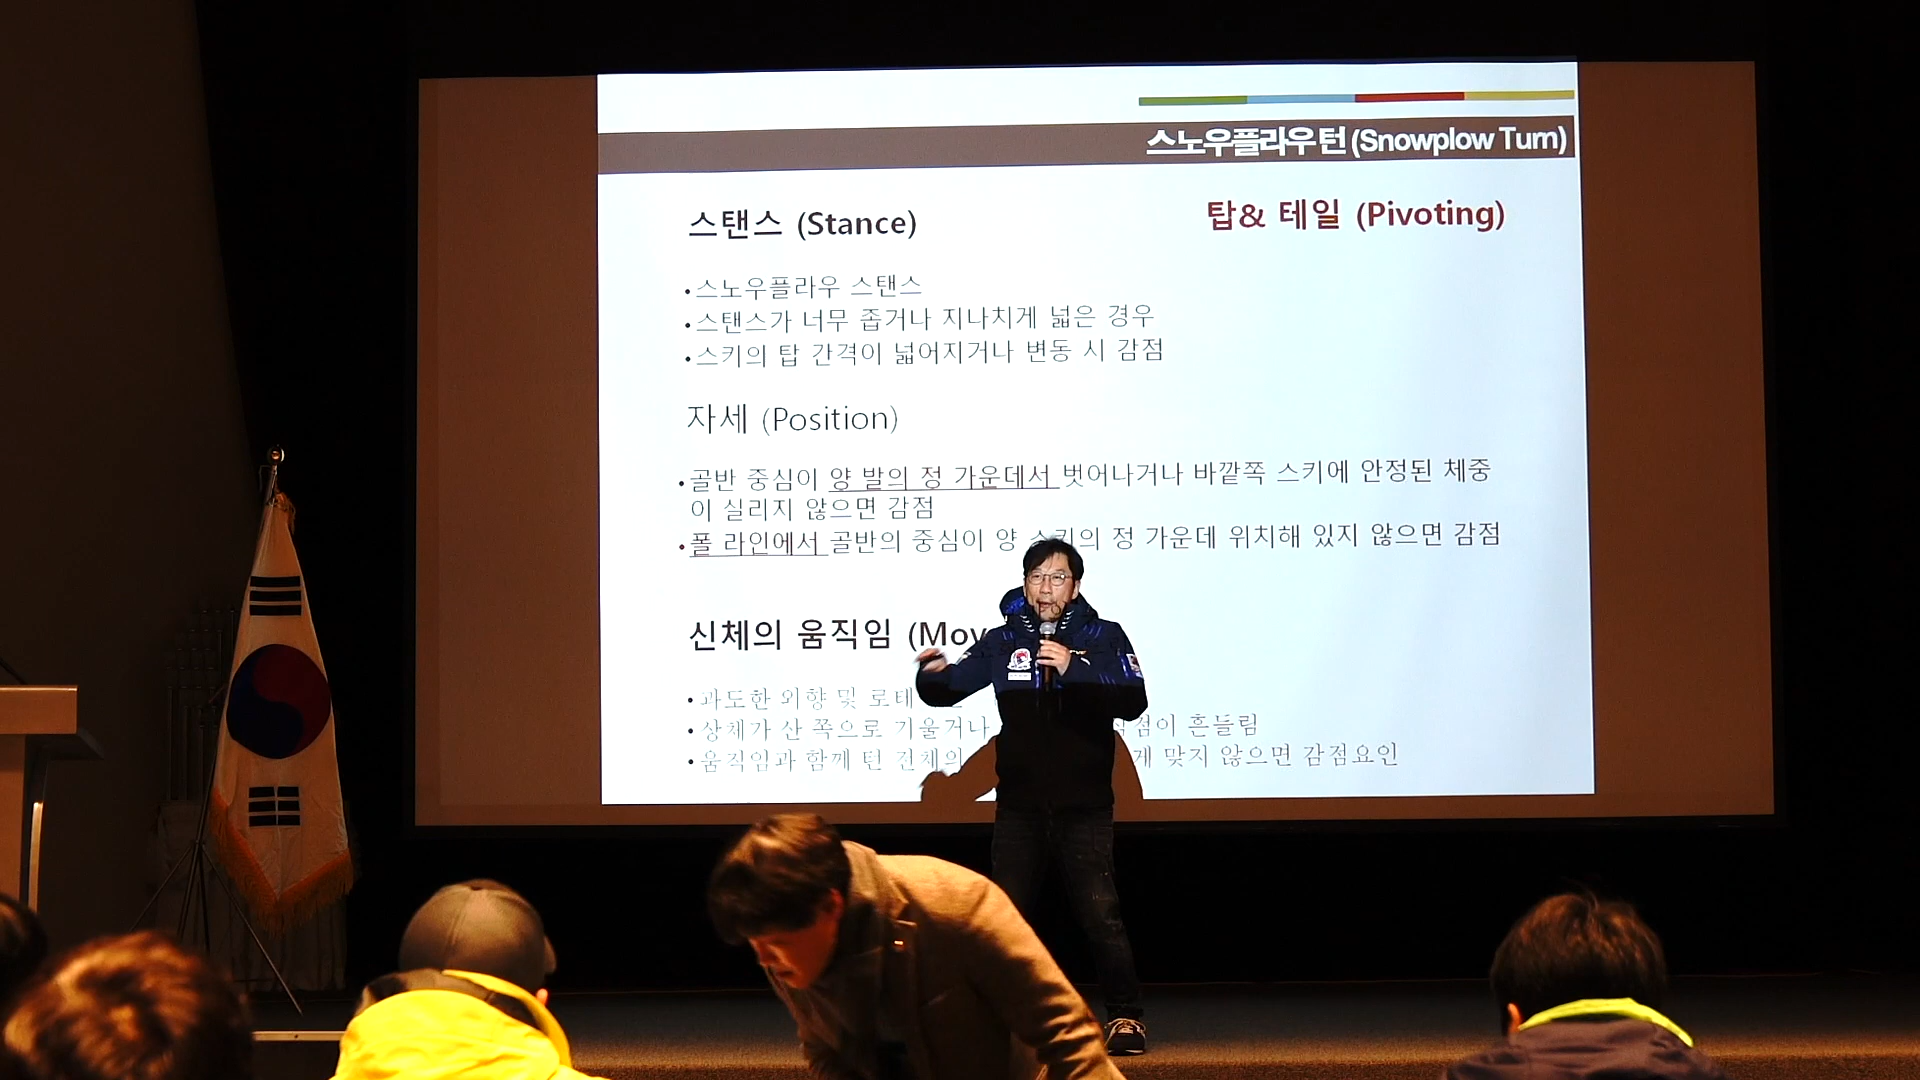 스노우플라우 턴 (Snowplow Turn)
스탠스 (Stance)
탑& 테일 (Pivoting)
•스노우플라우 스탠스
•스탠스가 너무 좁거나 지나치게 넓은 경우
•스키의 탑 간격이 넓어지거나 변동 시 감점
자세 (Position)
•골반 중심이 양 발의 정 가운데서 벗어나거나 바깥쪽 스키에 안정된 체중
이 실리지 않으면 감점
•폴 라인에서 골반의 중심이 양 스키의 정 가운데 위치해 있지 않으면 감점
신체의 움직임 (Mov
•과도한 외향 및 로테
•상체가 산 쪽으로 기울거나 흔들림
•움직임과 함께 턴 전체의 맞지 않으면 감점요인